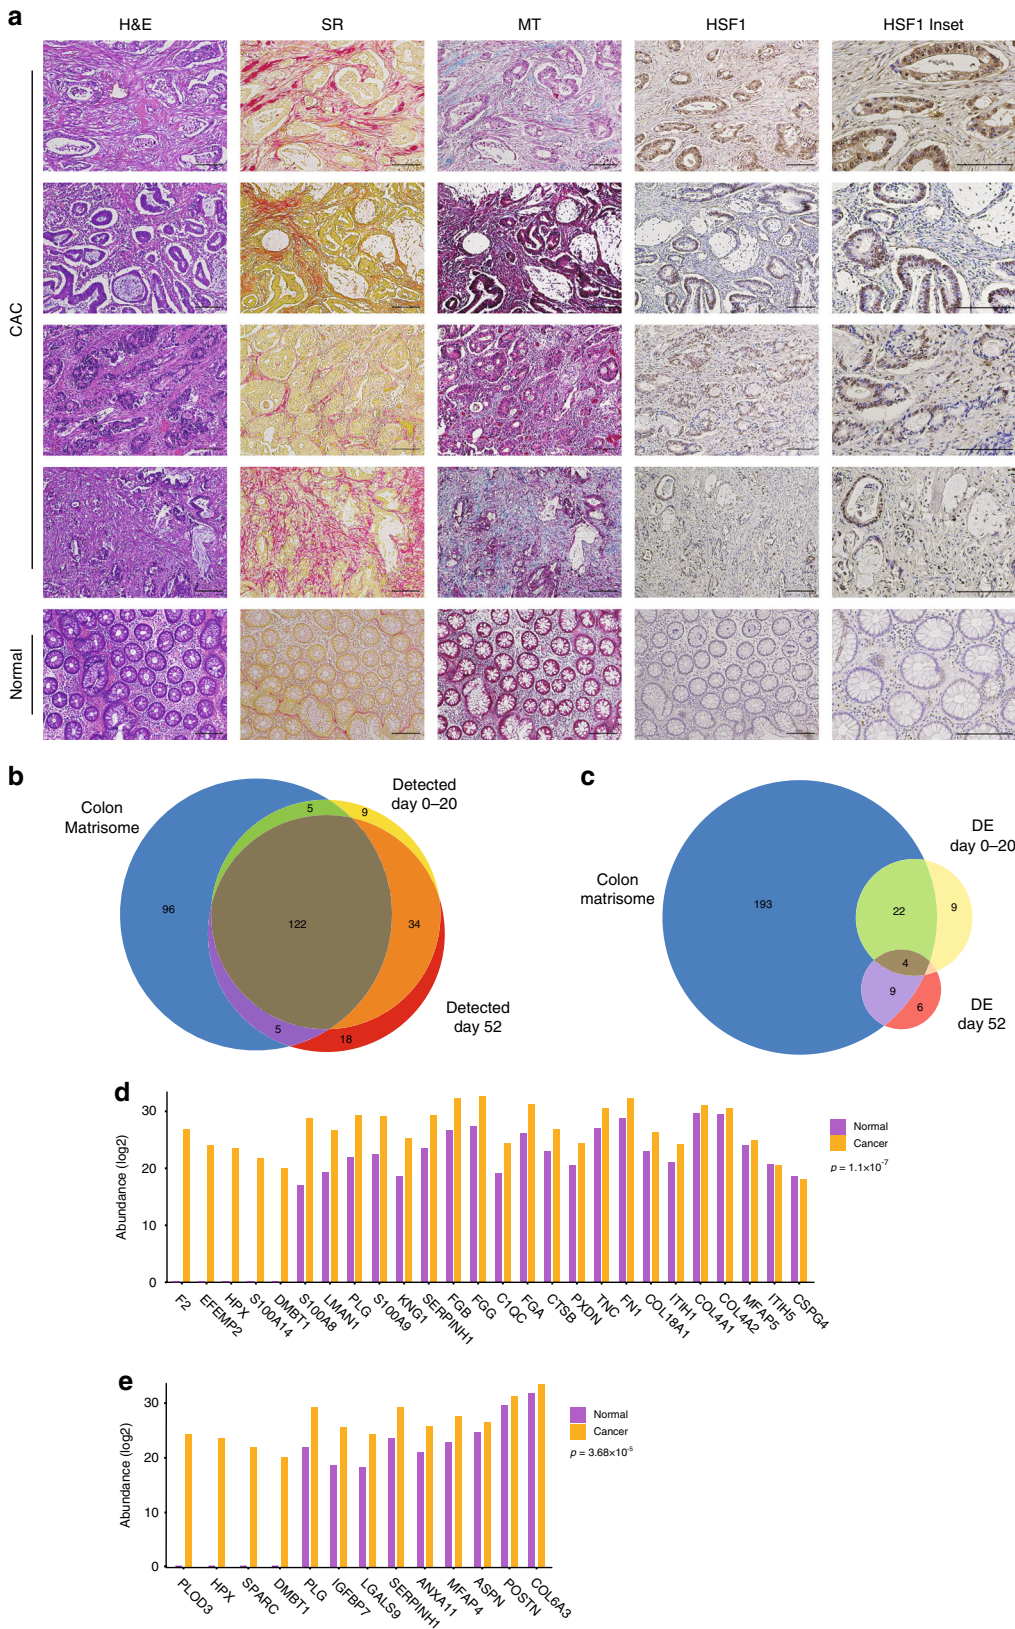 a
H&E
SR
MT
HSF1
HSF1 Inset
CAC
Normal
b
Colon
Matrisome
Detected
day 0–20
5
9
96
122
34
5
18
Detected
day 52
c
Colon
matrisome
DE
day 0–20
193
22
9
4
9
6
DE
day 52
d
Abundance (log2)
30
20
10
0
Normal
Cancer
p = 1.1×10⁻⁷
F2
EFEMP2
HPX
S100A14
DMBT1
S100A8
LMAN1
PLG
S100A9
KNG1
SERPINH1
FGB
FGG
C1QC
FGA
CTSB
PXDN
TNC
FN1
COL18A1
ITIH1
COL4A1
COL4A2
MFAP5
ITIH5
CSPG4
e
Abundance (log2)
30
20
10
0
Normal
Cancer
p = 3.68×10⁻⁵
PLOD3
HPX
SPARC
DMBT1
PLG
IGFBP7
LGALS9
SERPINH1
ANXA11
MFAP4
ASPN
POSTN
COL6A3